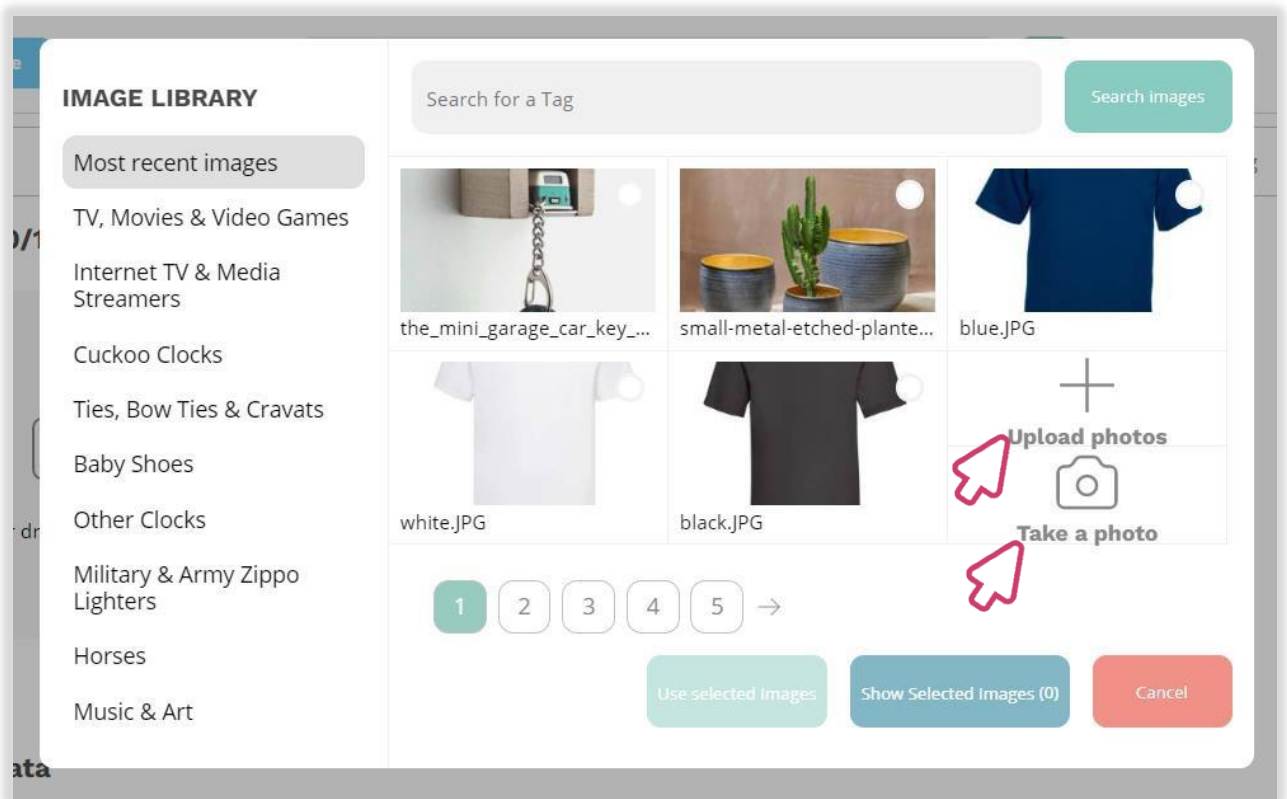 IMAGE LIBRARY
Most recent images
TV, Movies & Video Games
Internet TV & Media
Streamers
Cuckoo Clocks
Ties, Bow Ties & Cravats
Baby Shoes
Other Clocks
Military & Army Zippo
Lighters
Horses
Music & Art
Search for a Tag
Search images
the_mini_garage_car_key_...
small-metal-etched-plante...
blue.JPG
white.JPG
black.JPG
Upload photos
Take a photo
1 2 3 4 5 →
Use selected Images
Show Selected Images (0)
Cancel